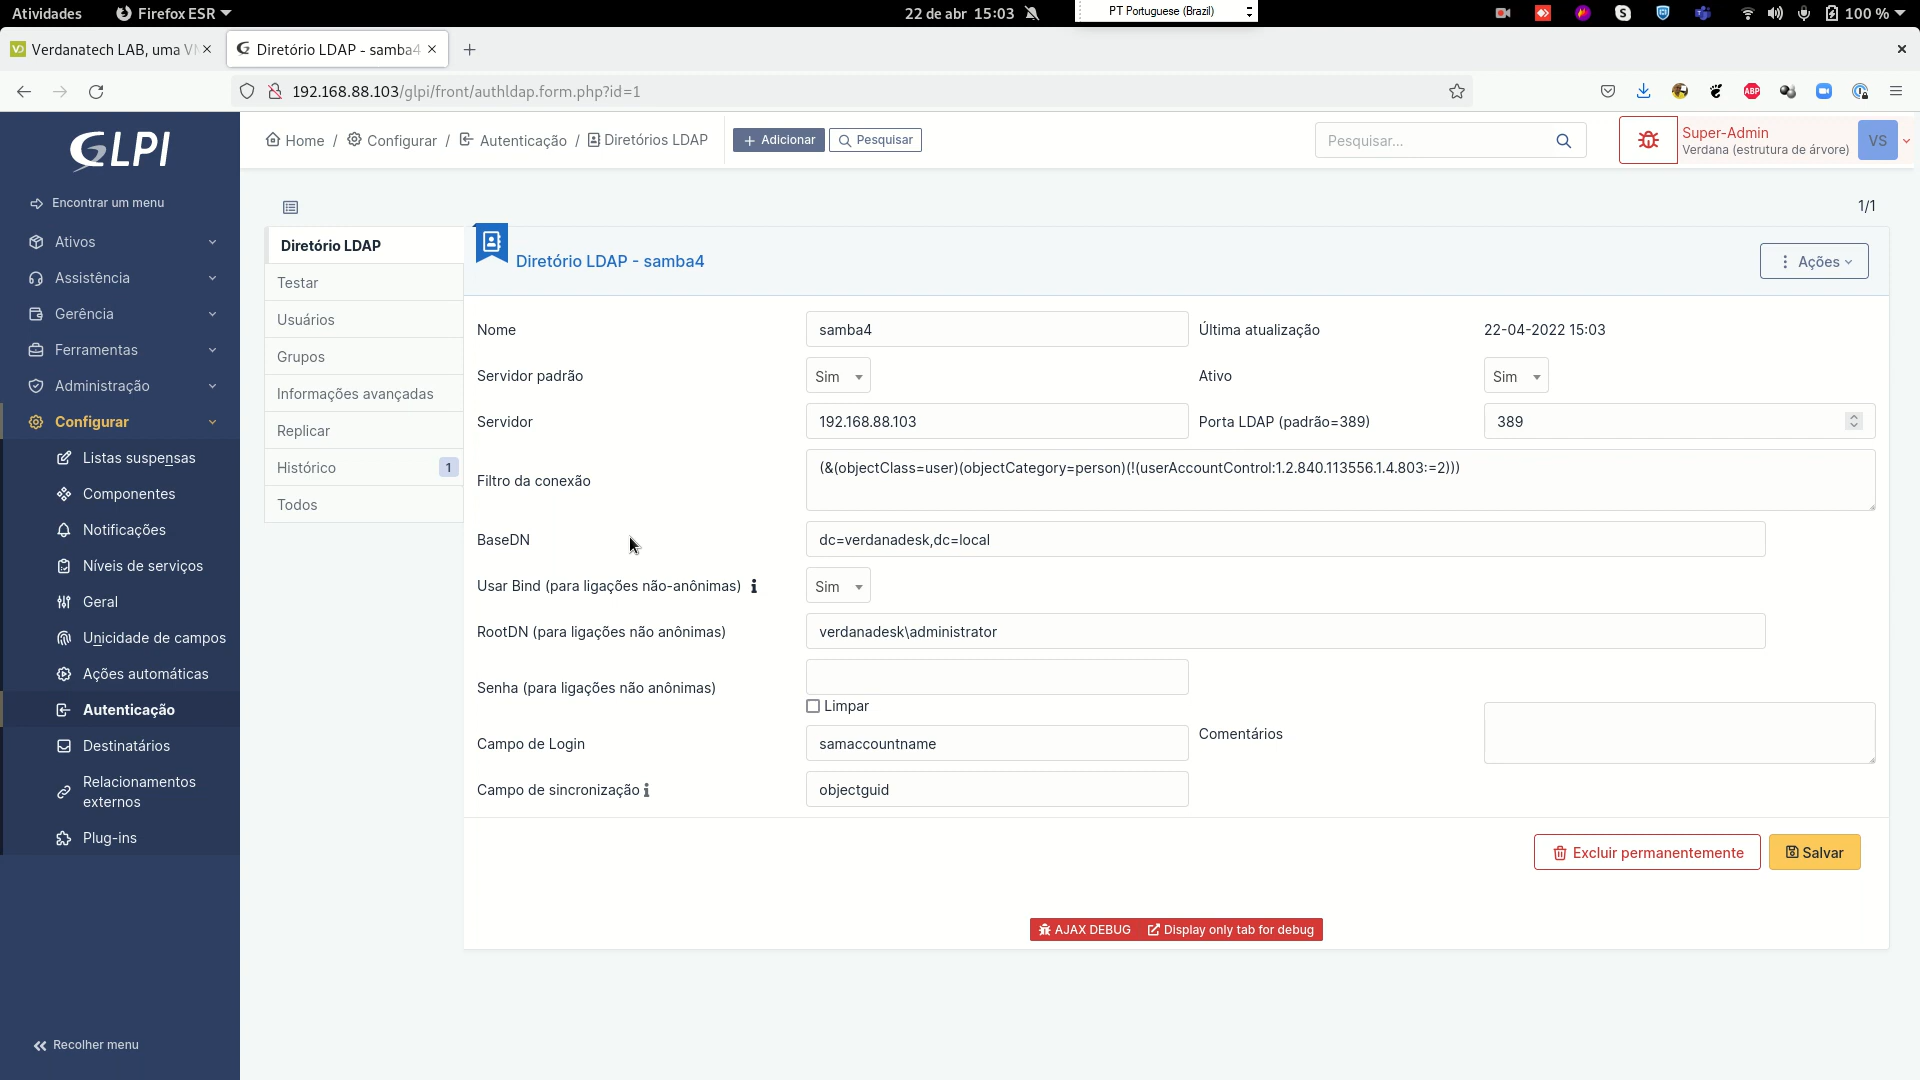 Atividades
Firefox ESR
22 de abr 15:03
PT Portuguese (Brazil)
100 %
Verdanatech LAB, uma V
Diretório LDAP - samba4
192.168.88.103/glpi/front/authldap.form.php?id=1
GLPI
Home / Configurar / Autenticação / Diretórios LDAP
Adicionar
Pesquisar
Pesquisar...
Super-Admin
Verdana (estrutura de árvore)
VS
Encontrar um menu
Ativos
Assistência
Gerência
Ferramentas
Administração
Configurar
Listas suspensas
Componentes
Notificações
Níveis de serviços
Geral
Unicidade de campos
Ações automáticas
Autenticação
Destinatários
Relacionamentos
externos
Plug-ins
Recolher menu
1/1
Diretório LDAP
Testar
Usuários
Grupos
Informações avançadas
Replicar
Histórico 1
Todos
Diretório LDAP - samba4
Ações
Nome samba4 Última atualização 22-04-2022 15:03
Servidor padrão Sim Ativo Sim
Servidor 192.168.88.103 Porta LDAP (padrão=389) 389
Filtro da conexão (&(objectClass=user)(objectCategory=person)(!(userAccountControl:1.2.840.113556.1.4.803:=2)))
BaseDN dc=verdanadesk,dc=local
Usar Bind (para ligações não-anônimas) Sim
RootDN (para ligações não anônimas) verdanadesk\administrator
Senha (para ligações não anônimas)
Limpar
Campo de Login samaccountname Comentários
Campo de sincronização objectguid
Excluir permanentemente
Salvar
AJAX DEBUG Display only tab for debug